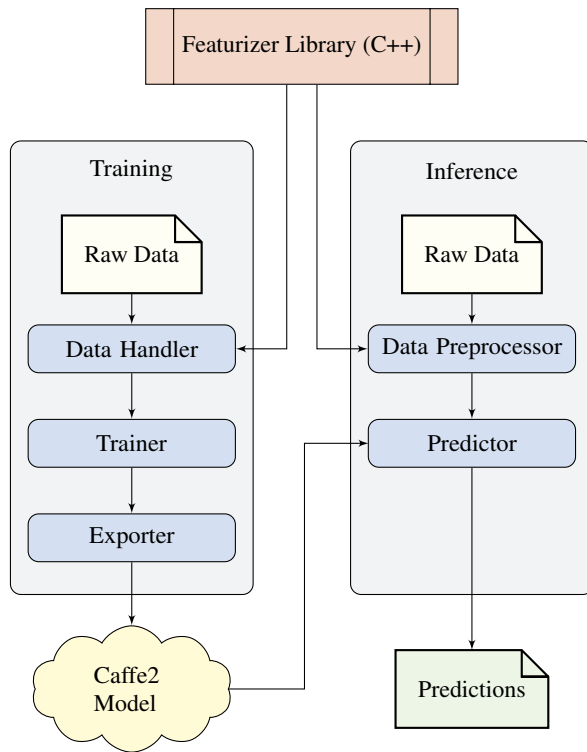 Featurizer Library (C++)
Training
Raw Data
Data Handler
Trainer
Exporter
Caffe2
Model
Inference
Raw Data
Data Preprocessor
Predictor
Predictions